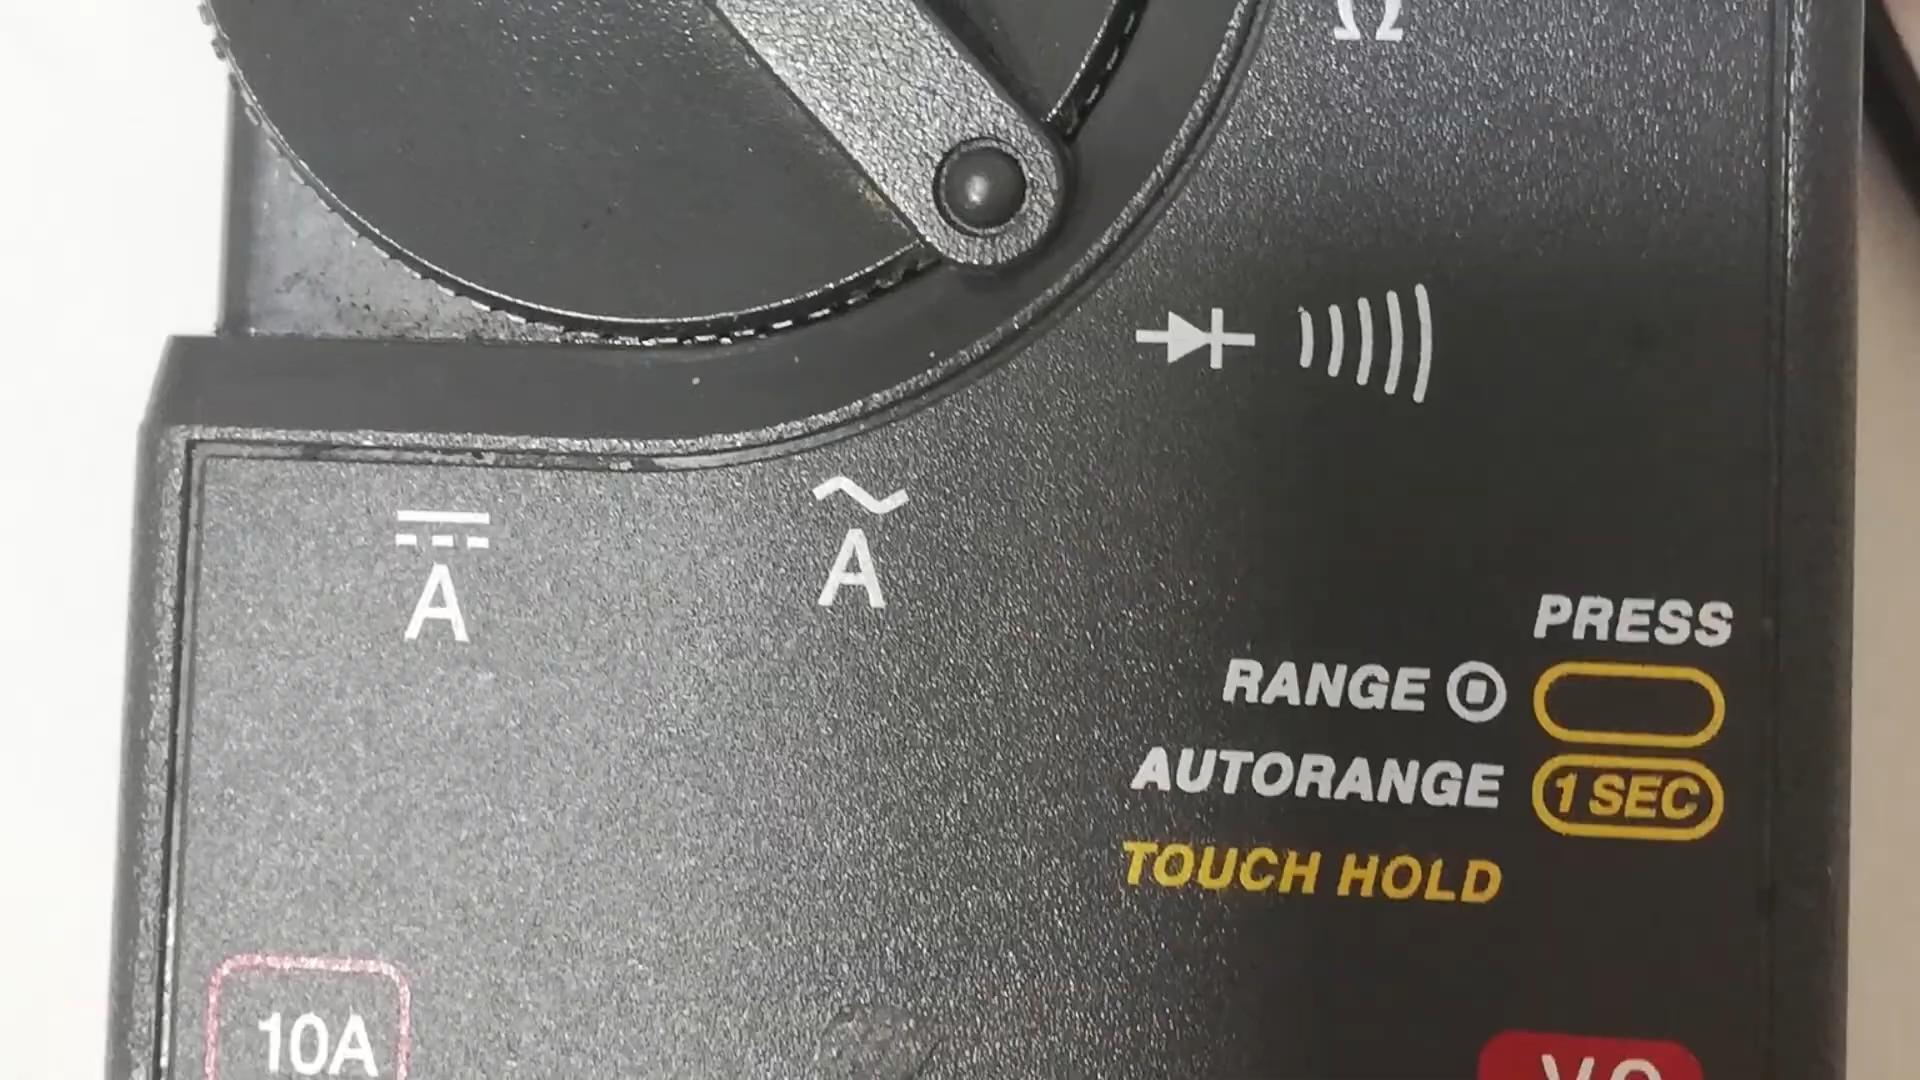 Ω
A
A
PRESS
RANGE
AUTORANGE 1 SEC
TOUCH HOLD
10A